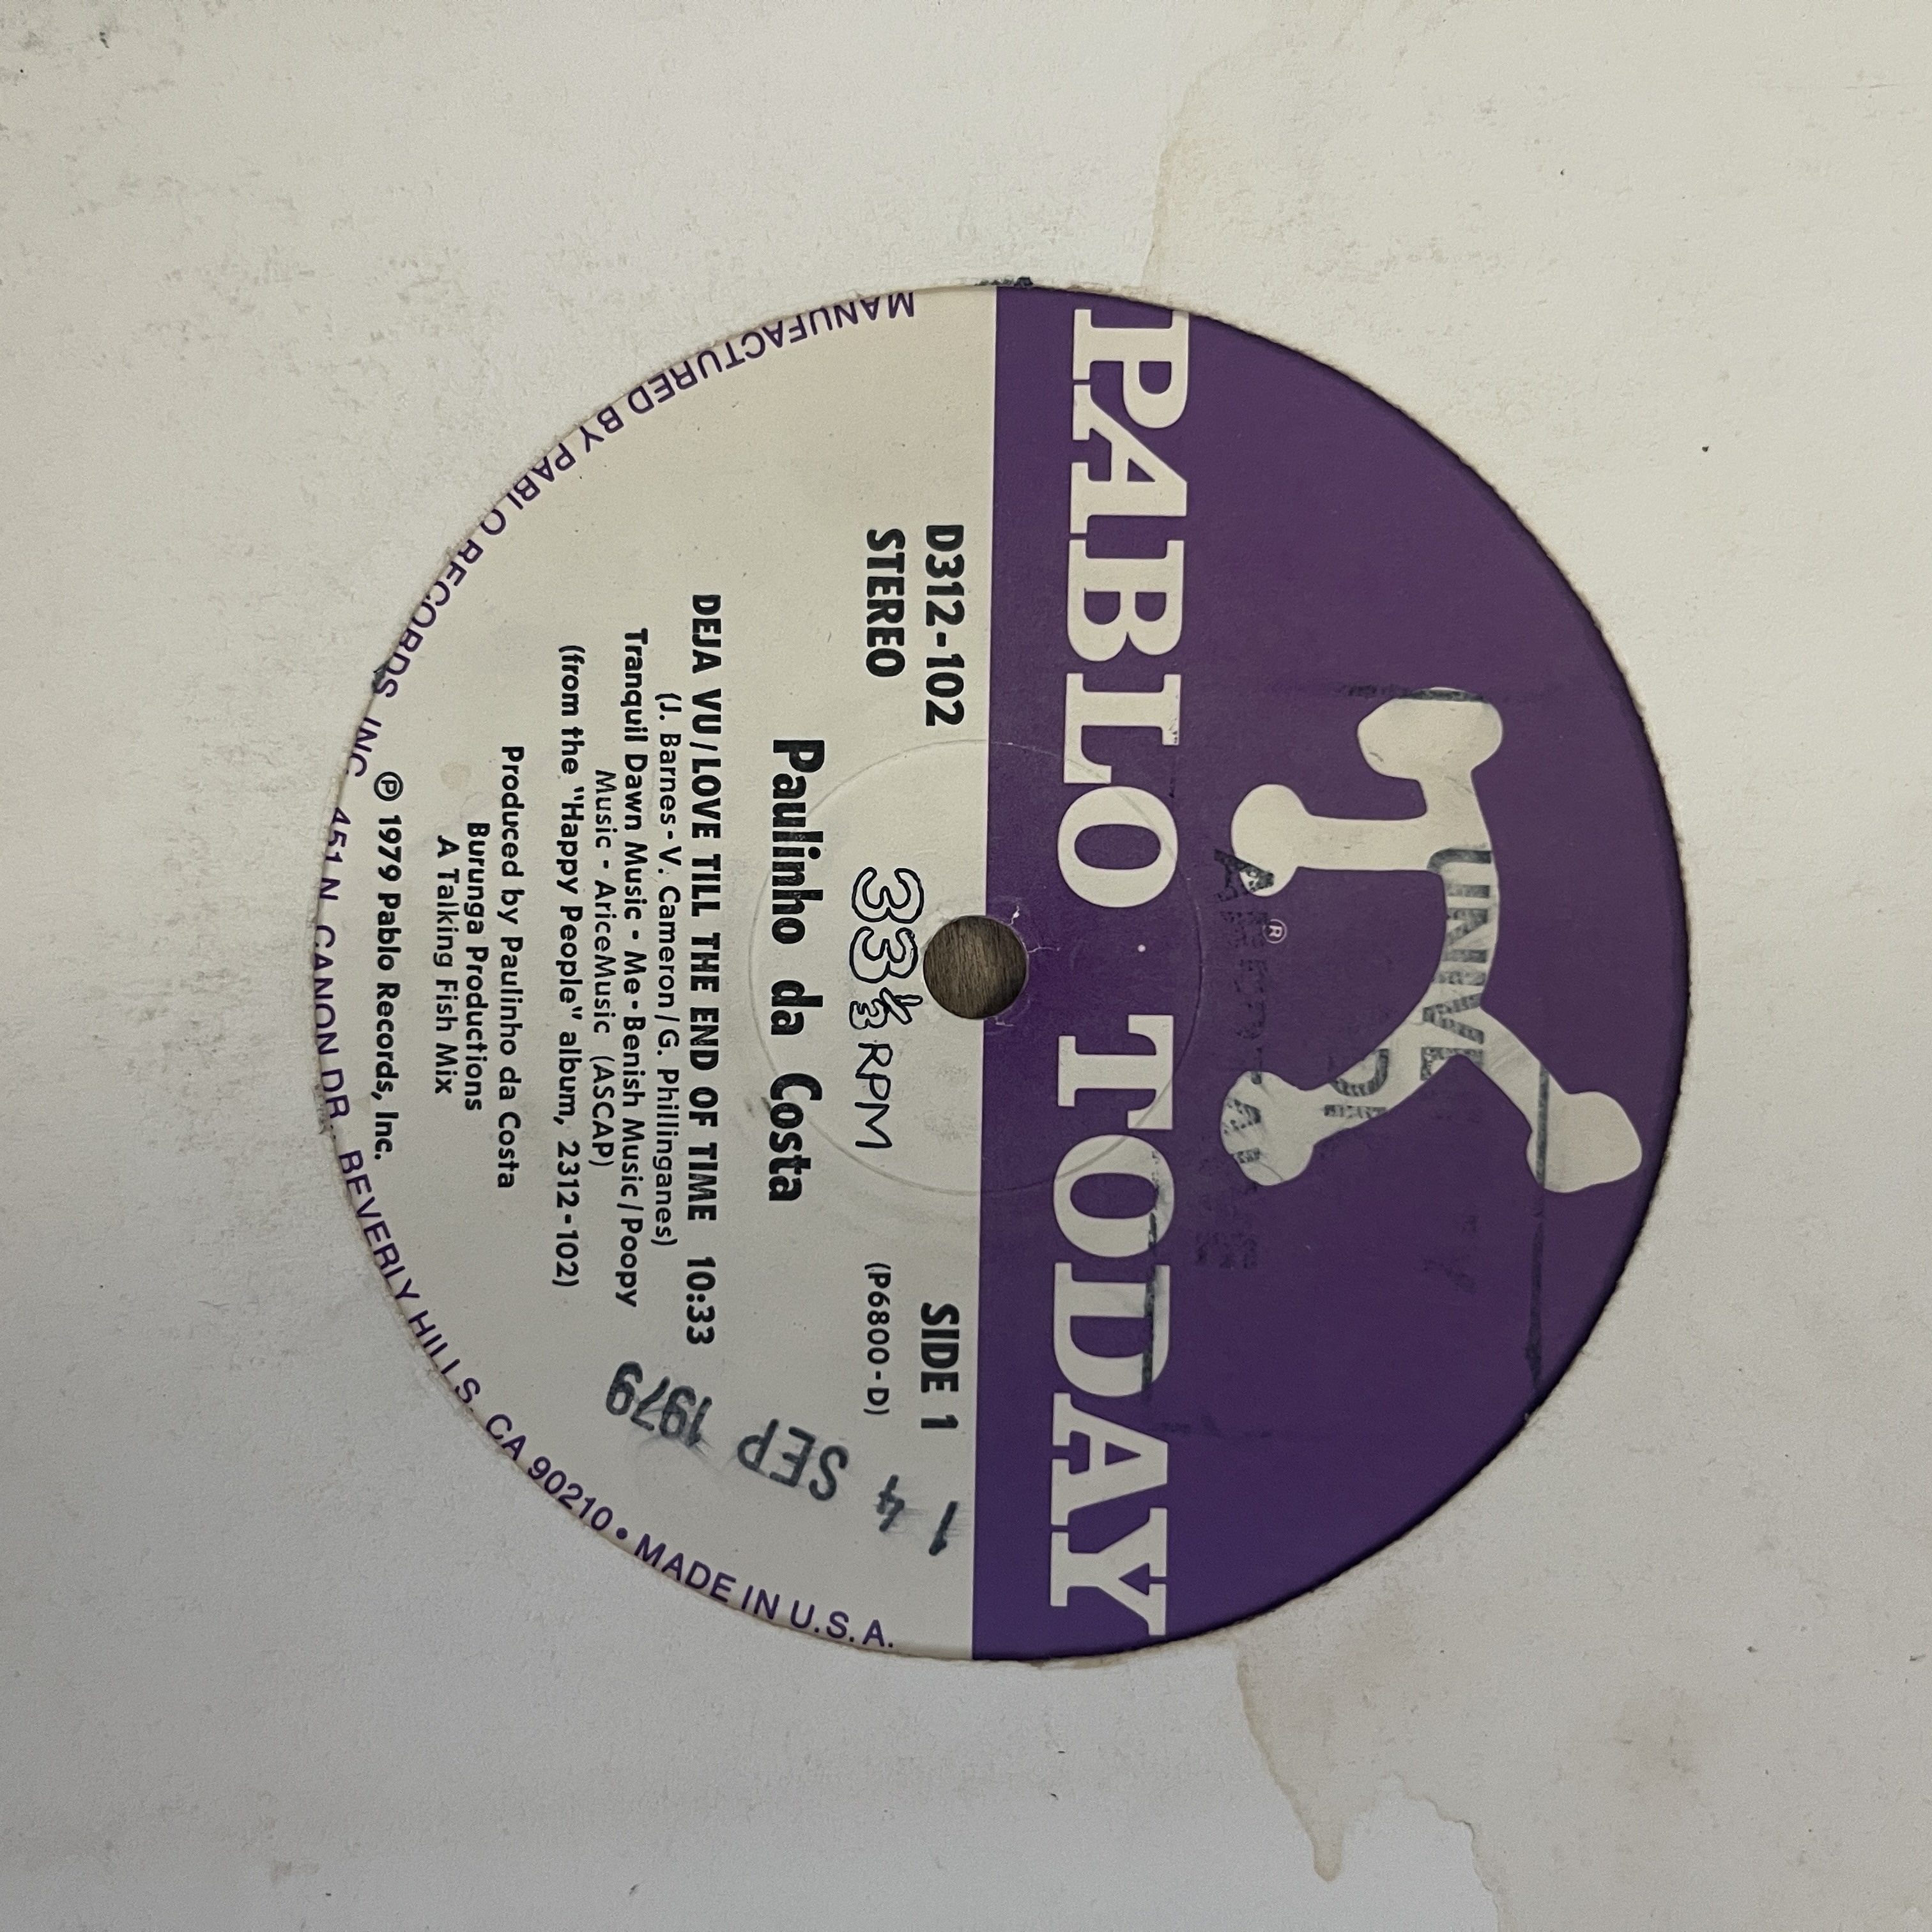 PABLO TODAY
®
D312-102
STEREO
SIDE 1
(P6800-D)
33⅓ RPM
Paulinho da Costa
DEJA VU/LOVE TILL THE END OF TIME 10:33
(J. Barnes-V. Cameron/G. Phillinganes)
Tranquil Dawn Music-Me-Benish Music/Poopy
Music-AriceMusic (ASCAP)
(from the "Happy People" album, 2312-102)
Produced by Paulinho da Costa
Burunga Productions
A Talking Fish Mix
℗ 1979 Pablo Records, Inc.
MANUFACTURED BY PABLO RECORDS, INC. 451 N. CANON DR., BEVERLY HILLS, CA 90210 • MADE IN U.S.A.
14 SEP 1979